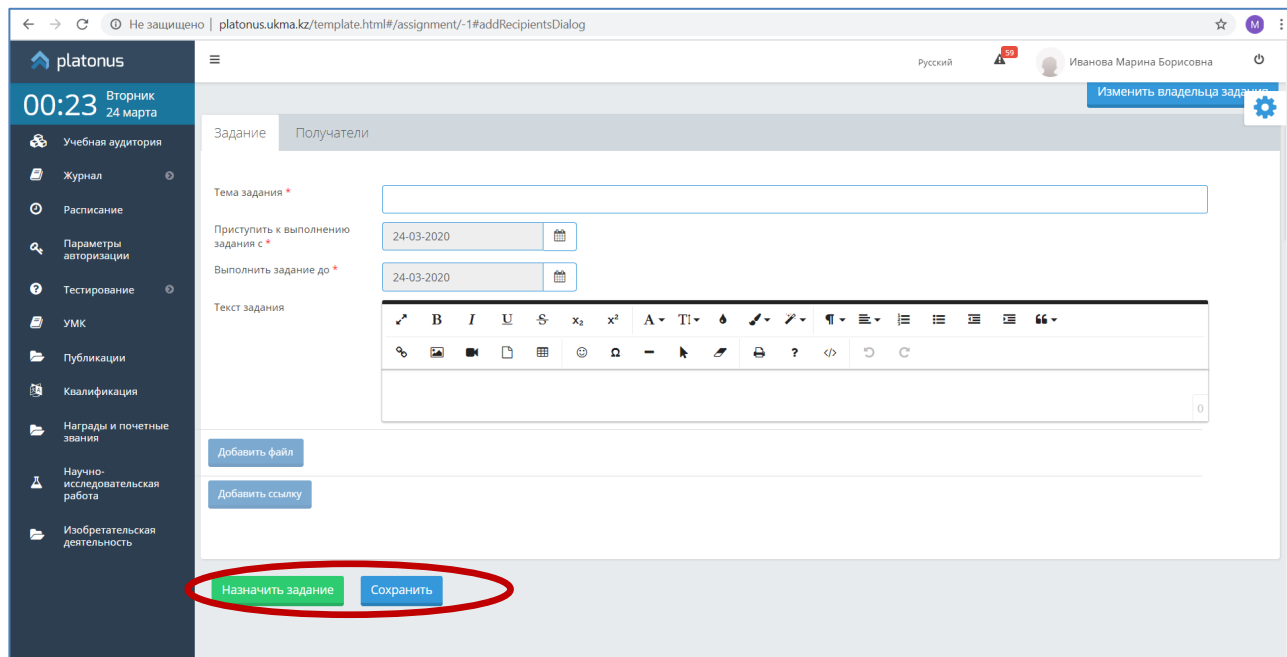 Не защищено | platonus.ukma.kz/template.html#/assignment/-1#addRecipientsDialog
M
platonus
Русский
59
Иванова Марина Борисовна
00:23 Вторник
24 марта
Изменить владельца задания
Учебная аудитория
Журнал
Расписание
Параметры
авторизации
Тестирование
УМК
Публикации
Квалификация
Награды и почетные
звания
Научно-
исследовательская
работа
Изобретательская
деятельность
Задание Получатели
Тема задания *
Приступить к выполнению
задания с *
24-03-2020
Выполнить задание до *
24-03-2020
Текст задания
B I U S x₂ x² A TI ¶ “
Ω ? </>
0
Добавить файл
Добавить ссылку
Назначить задание Сохранить